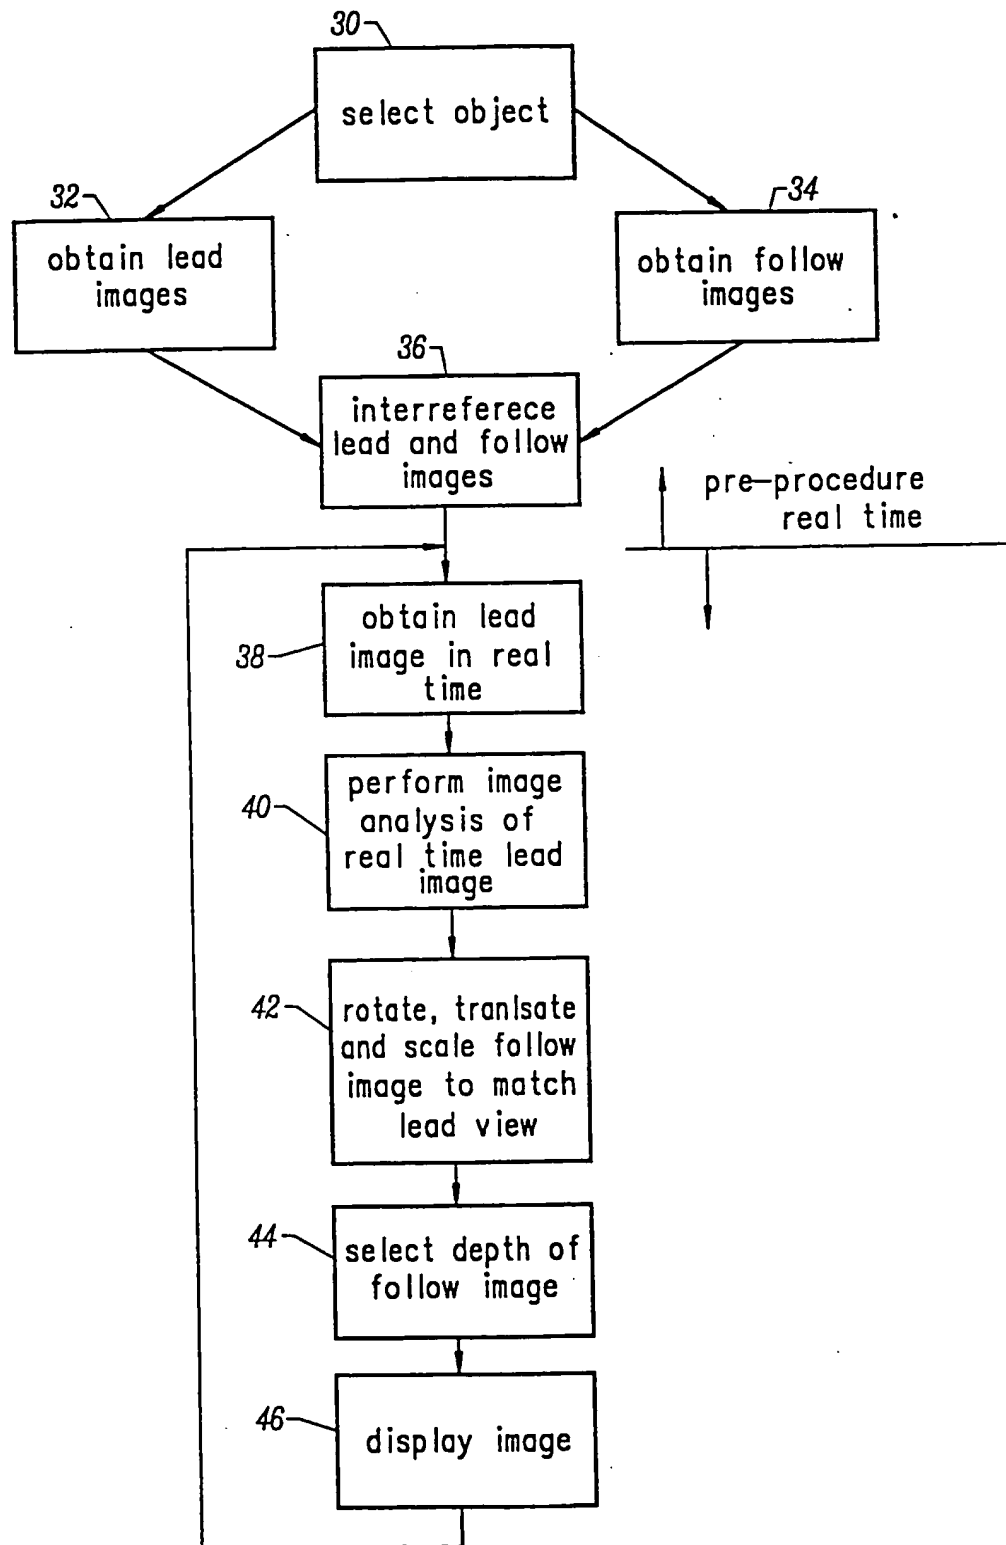 30
select object
32
34
obtain lead
images
obtain follow
images
36
interreferece
lead and follow
images
pre-procedure
real time
38
obtain lead
image in real
time
40
perform image
analysis of
real time lead
image
42
rotate, tranlsate
and scale follow
image to match
lead view
44
select depth of
follow image
46
display image